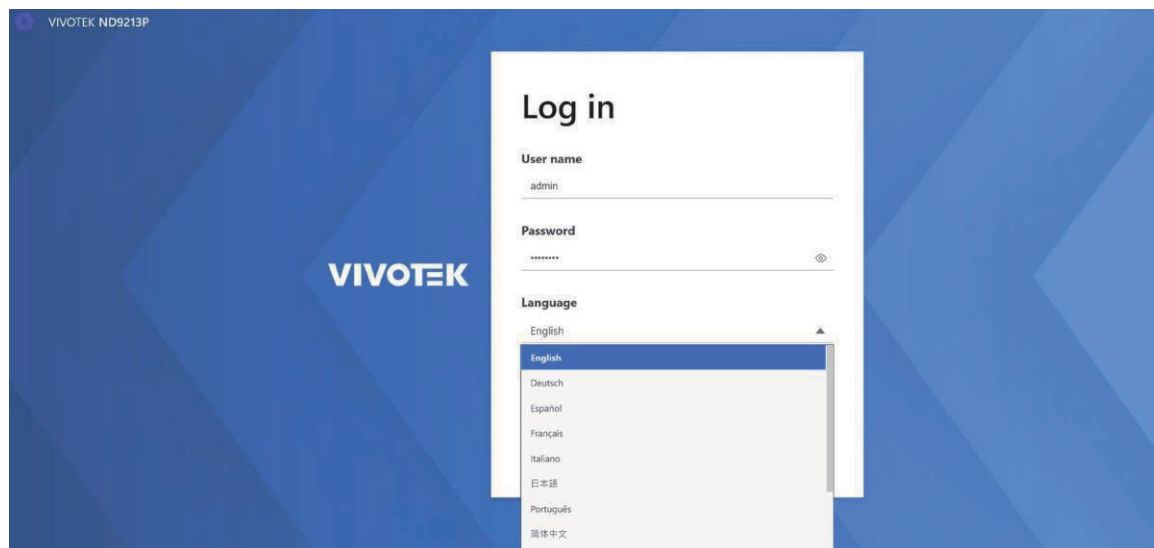 VIVOTEK ND9213P
Log in
User name
admin
Password
••••••••
VIVOTEK
Language
English
English
Deutsch
Español
Français
Italiano
日本語
Português
简体中文